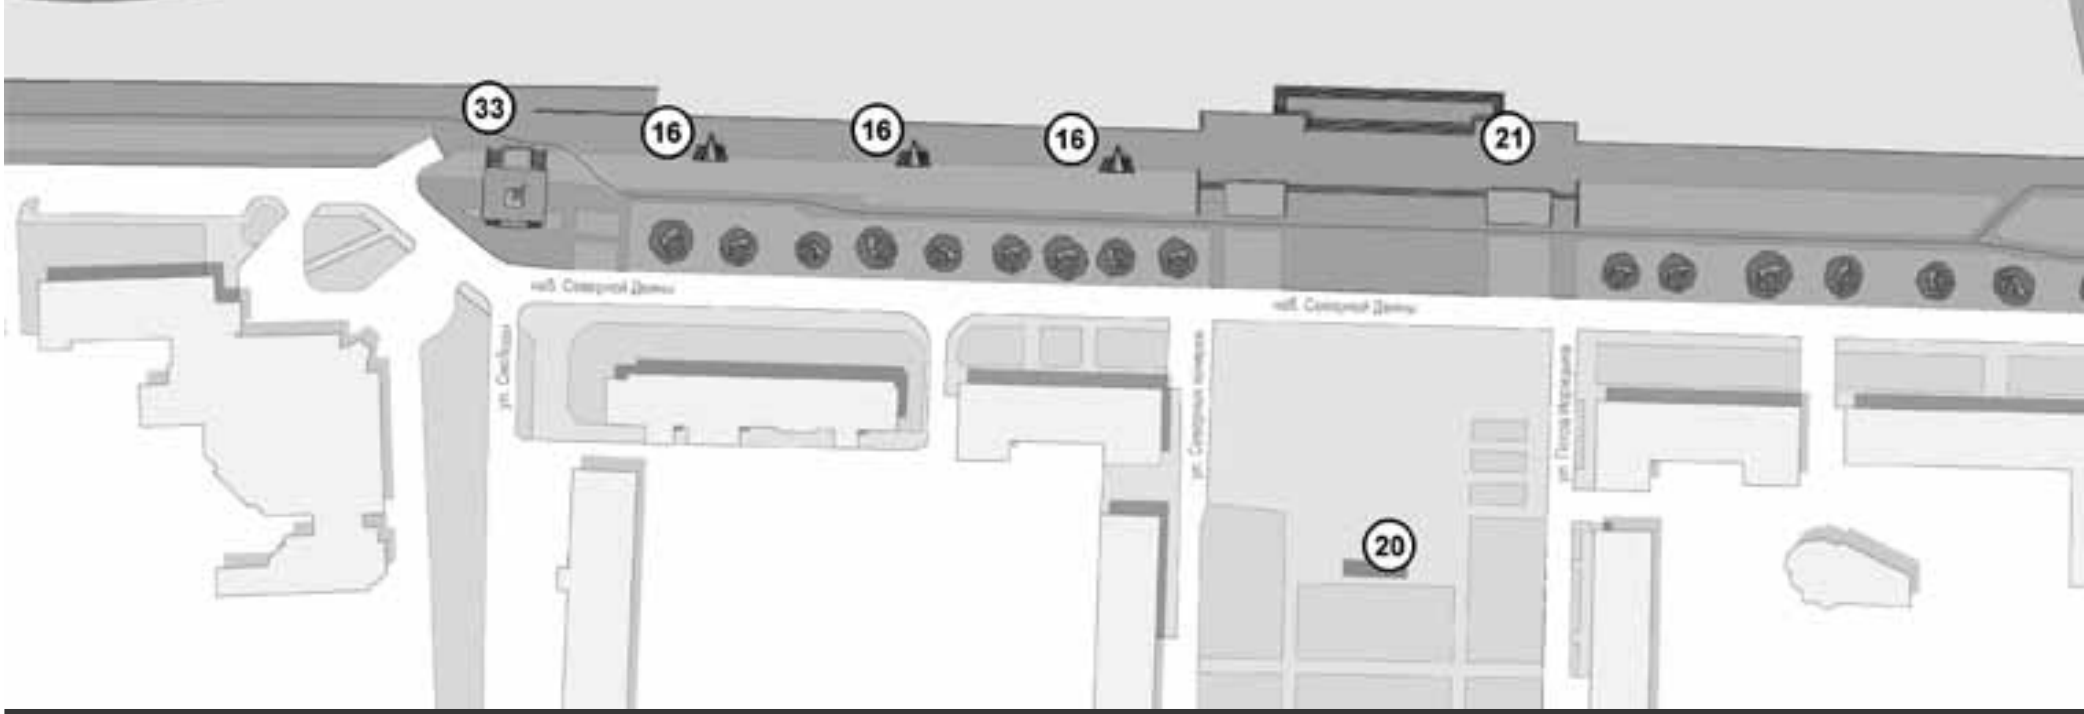 33
16
16
16
21
наб. Северной Двины
наб. Северной Двины
ул. Свободы
ул. Северных конвоев
ул. Петра Норицына
20